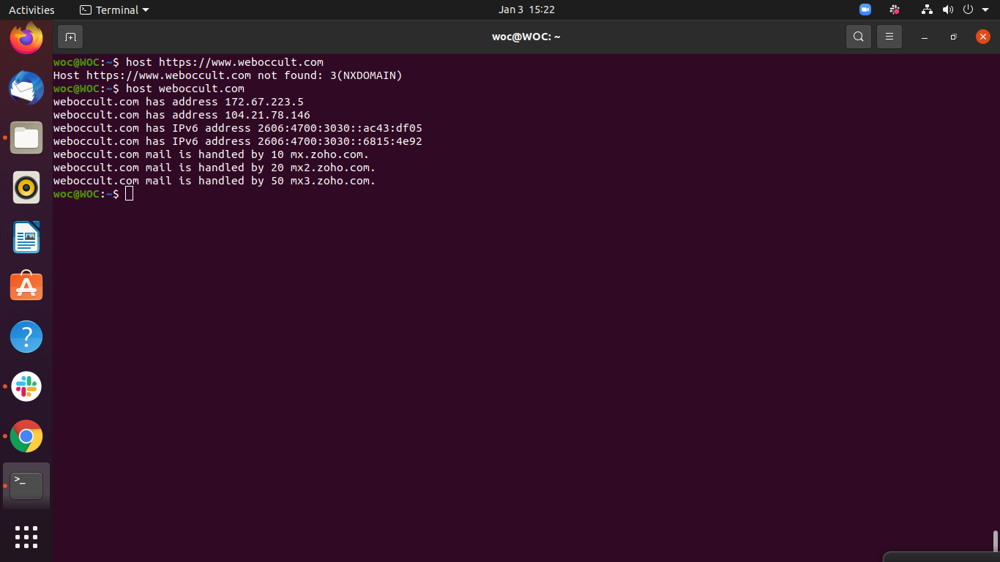 Activities
Terminal
Jan 3 15:22
woc@WOC: ~
woc@WOC:~$ host https://www.weboccult.com
Host https://www.weboccult.com not found: 3(NXDOMAIN)
woc@WOC:~$ host weboccult.com
weboccult.com has address 172.67.223.5
weboccult.com has address 104.21.78.146
weboccult.com has IPv6 address 2606:4700:3030::ac43:df05
weboccult.com has IPv6 address 2606:4700:3030::6815:4e92
weboccult.com mail is handled by 10 mx.zoho.com.
weboccult.com mail is handled by 20 mx2.zoho.com.
weboccult.com mail is handled by 50 mx3.zoho.com.
woc@WOC:~$